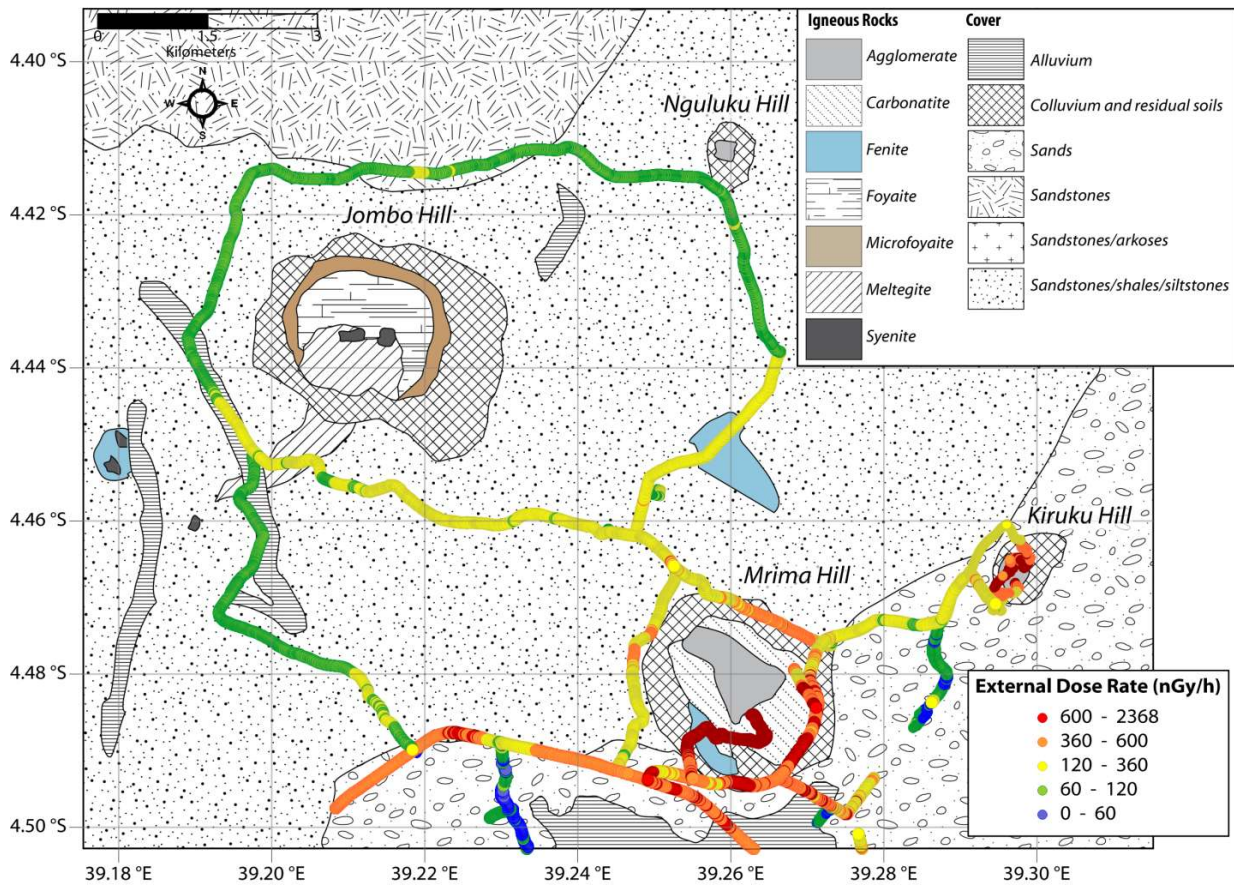 0 1.5 3
Kilometers
N
W E
S
4.40 °S
4.42 °S
4.44 °S
4.46 °S
4.48 °S
4.50 °S
39.18 °E 39.20 °E 39.22 °E 39.24 °E 39.26 °E 39.28 °E 39.30 °E
Nguluku Hill
Jombo Hill
Kiruku Hill
Mrima Hill
Igneous Rocks
Agglomerate
Carbonatite
Fenite
Foyaite
Microfoyaite
Meltegite
Syenite
Cover
Alluvium
Colluvium and residual soils
Sands
Sandstones
Sandstones/arkoses
Sandstones/shales/siltstones
External Dose Rate (nGy/h)
600 - 2368
360 - 600
120 - 360
60 - 120
0 - 60